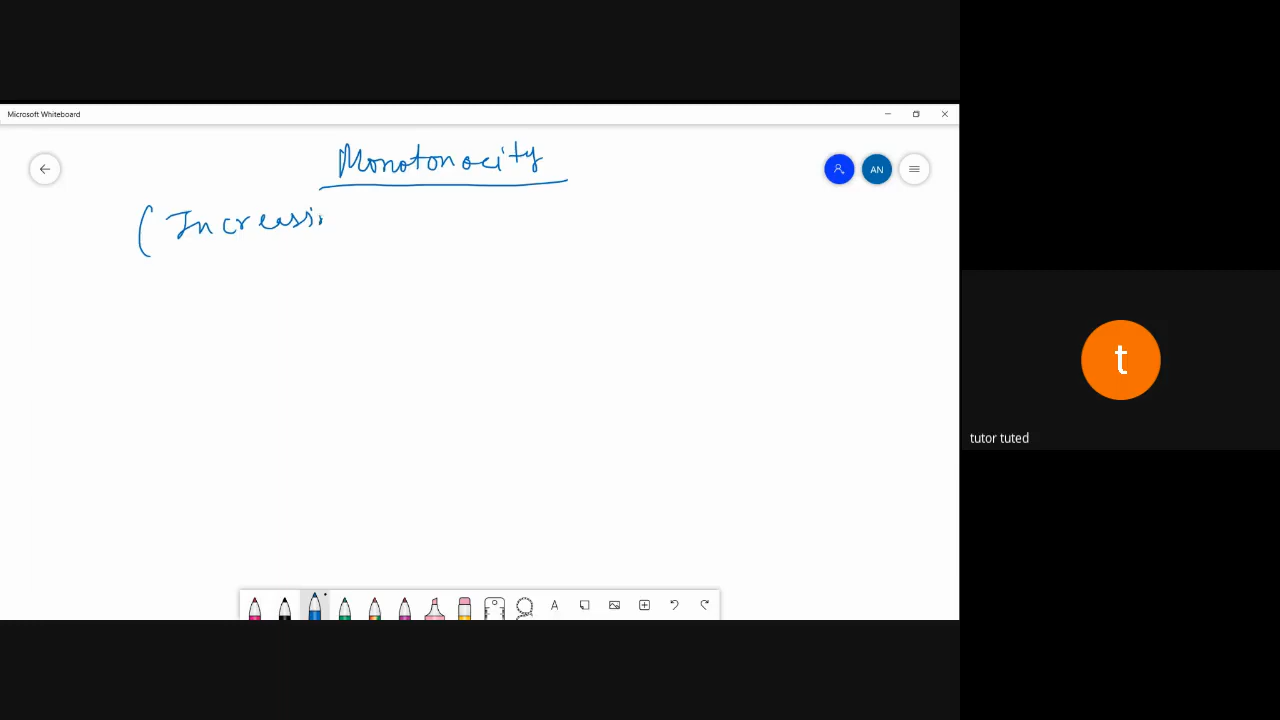 Microsoft Whiteboard
Monotonocity
AN
( Increasi
t
tutor tuted
A